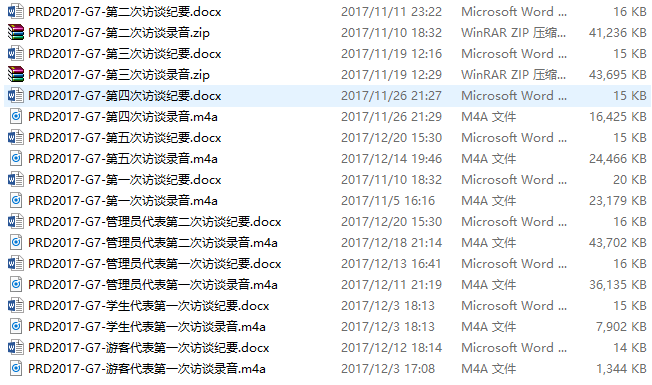 PRD2017-G7-第二次访谈纪要.docx 2017/11/11 23:22 Microsoft Word ... 16 KB
PRD2017-G7-第二次访谈录音.zip 2017/11/10 18:32 WinRAR ZIP 压缩... 41,236 KB
PRD2017-G7-第三次访谈纪要.docx 2017/11/19 12:16 Microsoft Word ... 15 KB
PRD2017-G7-第三次访谈录音.zip 2017/11/19 12:29 WinRAR ZIP 压缩... 43,695 KB
PRD2017-G7-第四次访谈纪要.docx 2017/11/26 21:27 Microsoft Word ... 15 KB
PRD2017-G7-第四次访谈录音.m4a 2017/11/26 21:29 M4A 文件 16,425 KB
PRD2017-G7-第五次访谈纪要.docx 2017/12/20 15:30 Microsoft Word ... 15 KB
PRD2017-G7-第五次访谈录音.m4a 2017/12/14 19:46 M4A 文件 24,466 KB
PRD2017-G7-第一次访谈纪要.docx 2017/11/10 18:32 Microsoft Word ... 20 KB
PRD2017-G7-第一次访谈录音.m4a 2017/11/5 16:16 M4A 文件 23,179 KB
PRD2017-G7-管理员代表第二次访谈纪要.docx 2017/12/20 15:30 Microsoft Word ... 16 KB
PRD2017-G7-管理员代表第二次访谈录音.m4a 2017/12/18 21:14 M4A 文件 43,702 KB
PRD2017-G7-管理员代表第一次访谈纪要.docx 2017/12/13 16:41 Microsoft Word ... 16 KB
PRD2017-G7-管理员代表第一次访谈录音.m4a 2017/12/11 21:19 M4A 文件 36,135 KB
PRD2017-G7-学生代表第一次访谈纪要.docx 2017/12/3 18:13 Microsoft Word ... 15 KB
PRD2017-G7-学生代表第一次访谈录音.m4a 2017/12/3 18:13 M4A 文件 7,902 KB
PRD2017-G7-游客代表第一次访谈纪要.docx 2017/12/12 18:14 Microsoft Word ... 14 KB
PRD2017-G7-游客代表第一次访谈录音.m4a 2017/12/3 17:08 M4A 文件 1,344 KB